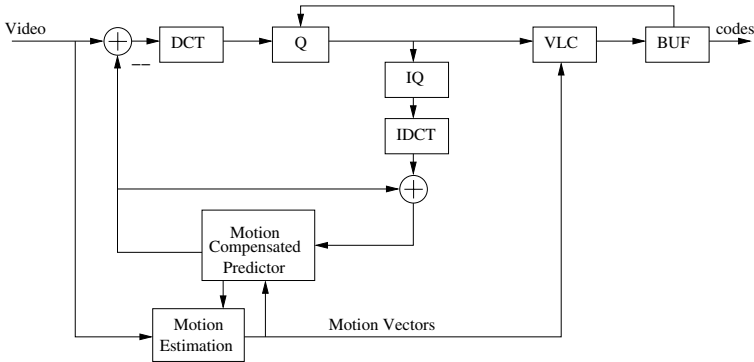 Video
codes
DCT
Q
VLC
BUF
IQ
IDCT
Motion
Compensated
Predictor
Motion
Estimation
Motion Vectors